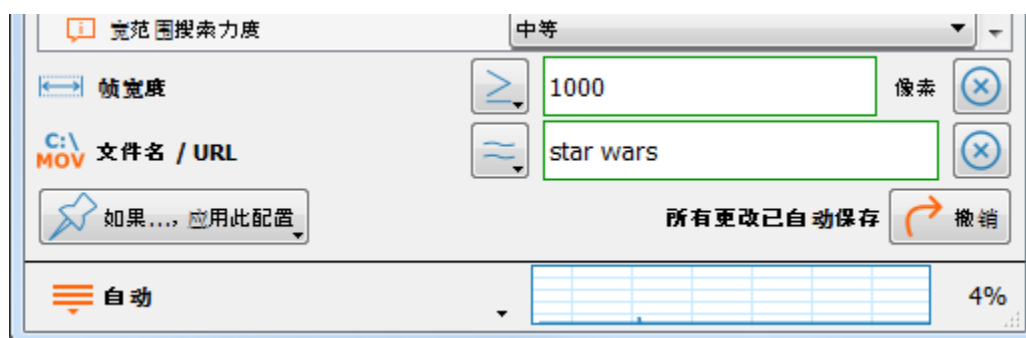 宽范围搜索力度 中等
帧宽度 ≥ 1000 像素
C:\
MOV 文件名 / URL ≈ star wars
如果...，应用此配置 所有更改已自动保存 撤销
自动 4%